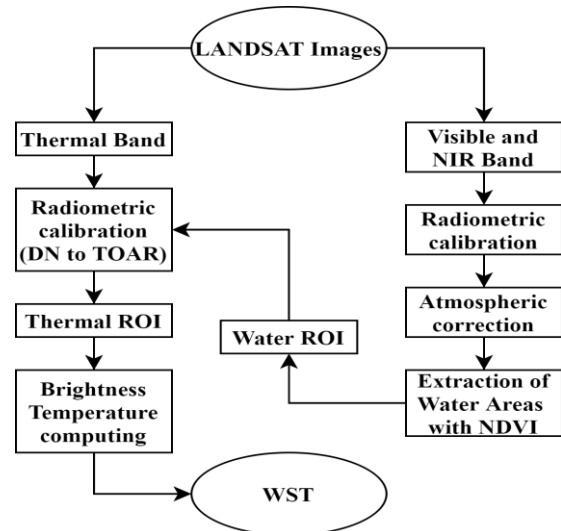 LANDSAT Images
Thermal Band
Radiometric
calibration
(DN to TOAR)
Thermal ROI
Brightness
Temperature
computing
Water ROI
Visible and
NIR Band
Radiometric
calibration
Atmospheric
correction
Extraction of
Water Areas
with NDVI
WST